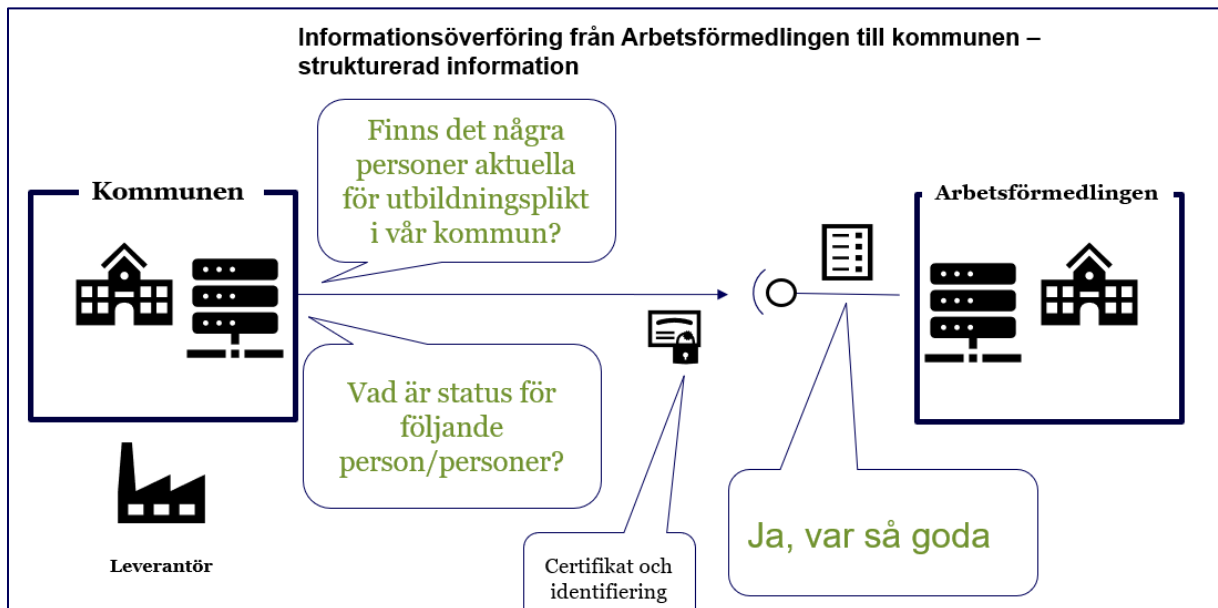 Informationsöverföring från Arbetsförmedlingen till kommunen –
strukturerad information
Finns det några
personer aktuella
för utbildningsplikt
i vår kommun?
Kommunen
Arbetsförmedlingen
Vad är status för
följande
person/personer?
Ja, var så goda
Certifikat och
identifiering
Leverantör